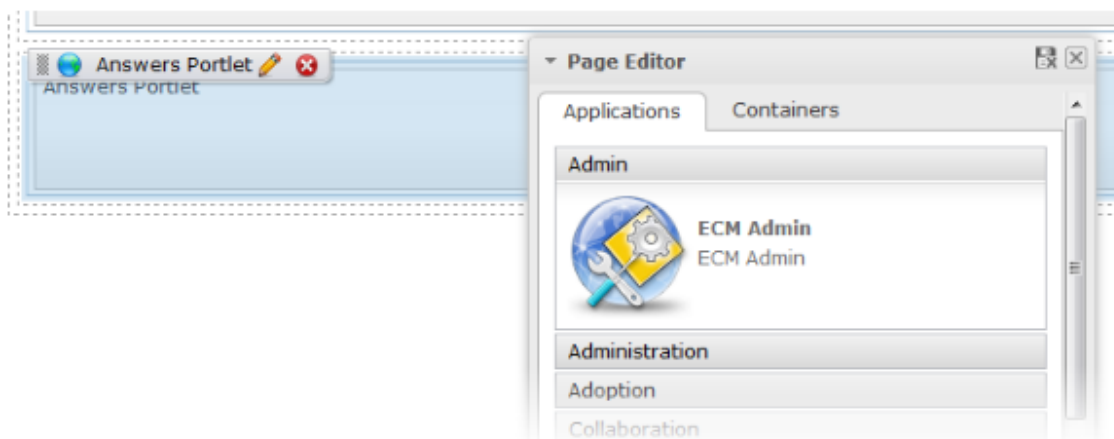 Answers Portlet
Answers Portlet
Page Editor
Applications Containers
Admin
ECM Admin
ECM Admin
Administration
Adoption
Collaboration